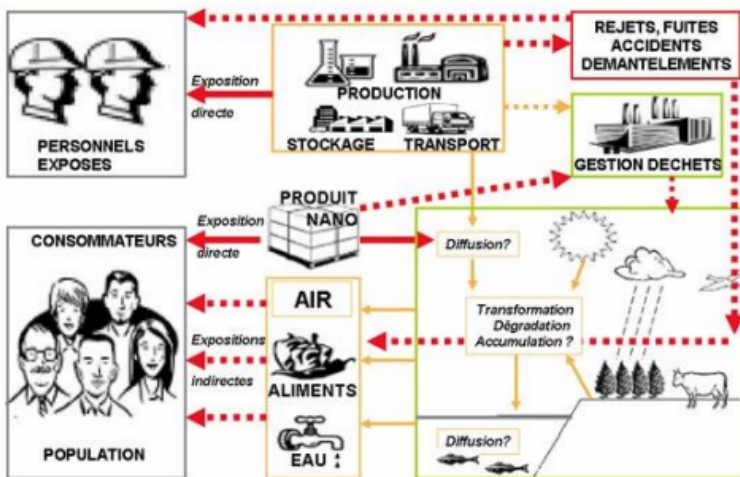 REJETS, FUITES
ACCIDENTS
DEMANTELEMENTS
Exposition
directe
PRODUCTION
STOCKAGE
TRANSPORT
PERSONNELS
EXPOSES
GESTION DECHETS
PRODUIT
NANO
Exposition
directe
CONSOMMATEURS
Diffusion?
AIR
Transformation
Dégradation
Accumulation ?
Expositions
indirectes
ALIMENTS
Diffusion?
EAU
POPULATION